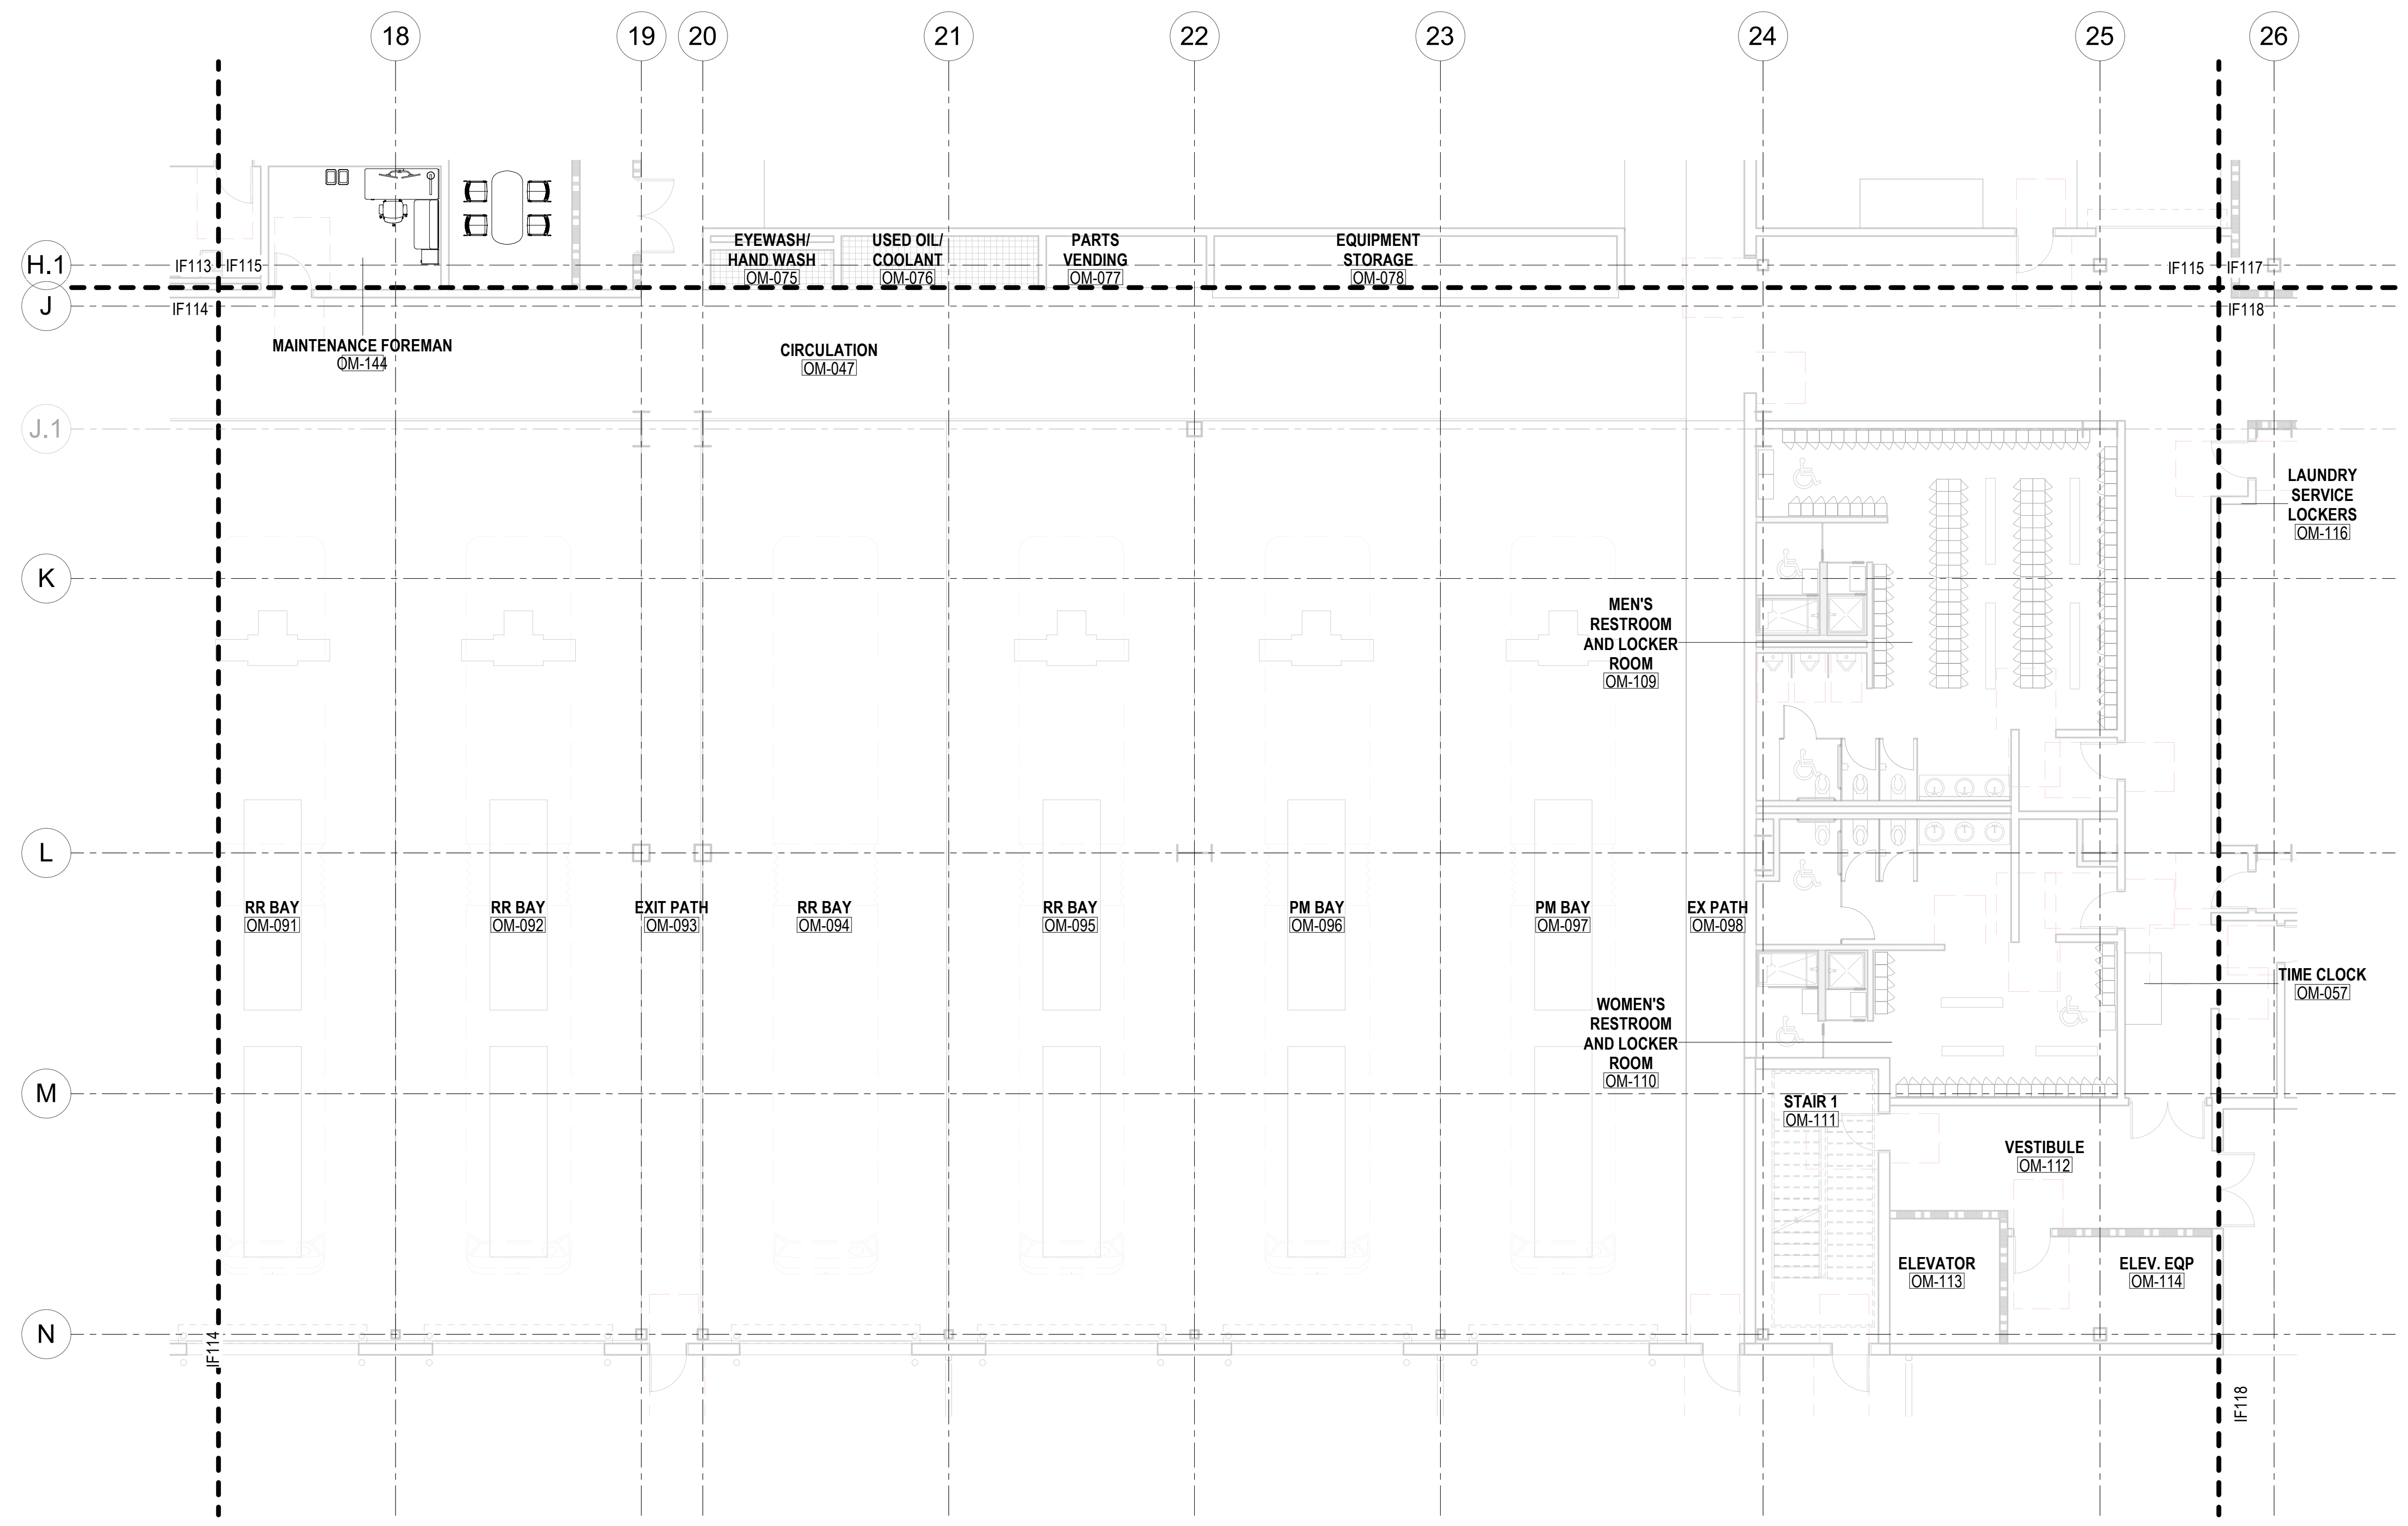 18
19
20
21
22
23
24
25
26
H.1
J
J.1
K
L
M
N
IF113
IF115
IF114
IF115
IF117
IF118
EYEWASH/
HAND WASH
OM-075
USED OIL/
COOLANT
OM-076
PARTS
VENDING
OM-077
EQUIPMENT
STORAGE
OM-078
MAINTENANCE FOREMAN
OM-144
CIRCULATION
OM-047
LAUNDRY
SERVICE
LOCKERS
OM-116
MEN'S
RESTROOM
AND LOCKER
ROOM
OM-109
RR BAY
OM-091
RR BAY
OM-092
EXIT PATH
OM-093
RR BAY
OM-094
RR BAY
OM-095
PM BAY
OM-096
PM BAY
OM-097
EX PATH
OM-098
TIME CLOCK
OM-057
WOMEN'S
RESTROOM
AND LOCKER
ROOM
OM-110
STAIR 1
OM-111
VESTIBULE
OM-112
ELEVATOR
OM-113
ELEV. EQP
OM-114
IF114
IF118